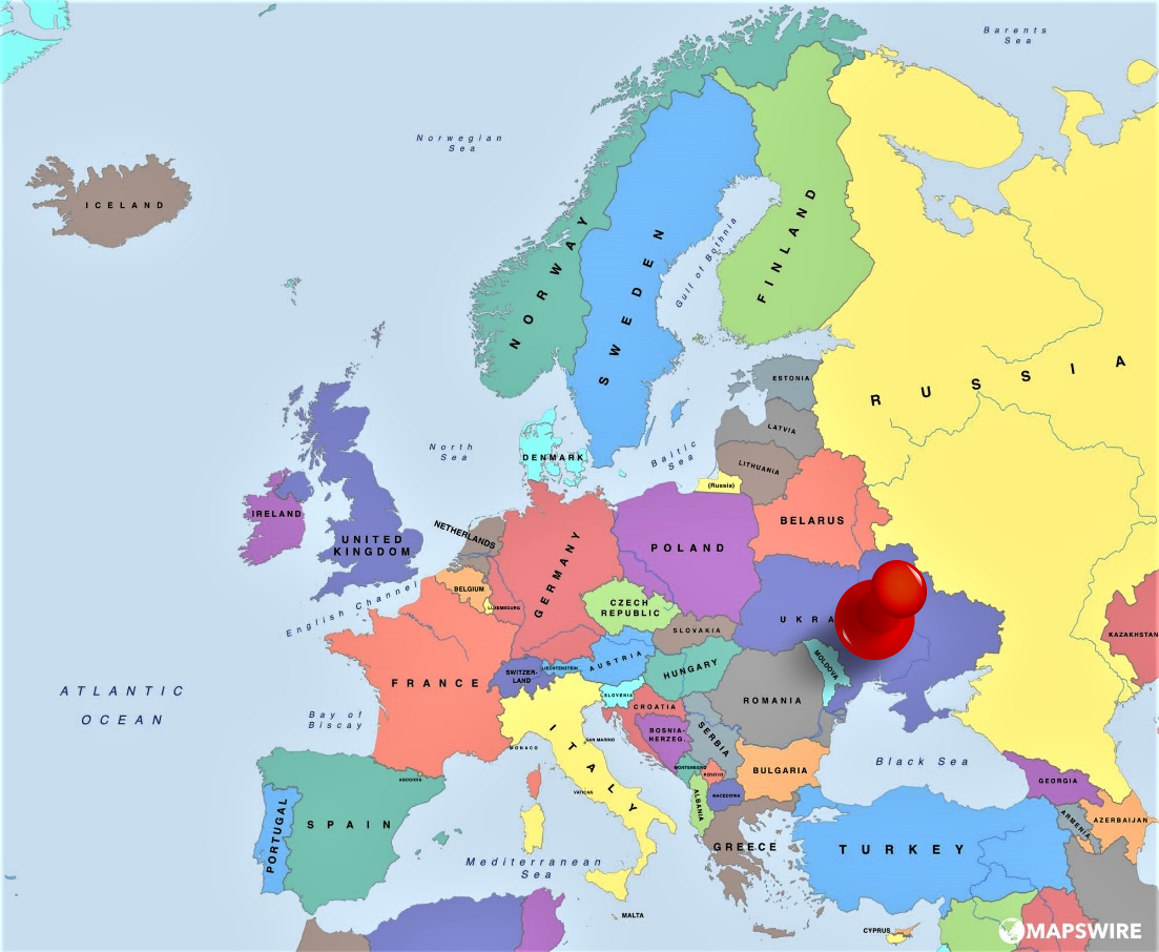 Barents
Sea
Norwegian
Sea
ICELAND
NORWAY
SWEDEN
FINLAND
Gulf of Bothnia
RUSSIA
ESTONIA
LATVIA
LITHUANIA
(Russia)
North
Sea
DENMARK
Baltic
Sea
IRELAND
UNITED
KINGDOM
NETHERLANDS
BELGIUM
LUXEMBOURG
GERMANY
POLAND
BELARUS
English Channel
CZECH
REPUBLIC
SLOVAKIA
UKRA
MOLDOVA
KAZAKHSTAN
ATLANTIC
OCEAN
Bay of
Biscay
FRANCE
SWITZER-
LAND
LIECHTENSTEIN
AUSTRIA
HUNGARY
SLOVENIA
CROATIA
ROMANIA
BOSNIA-
HERZEG.
SERBIA
MONACO
SAN MARINO
ITALY
VATICAN
MONTENEGRO
KOSOVO
MACEDONIA
ALBANIA
BULGARIA
Black Sea
GEORGIA
ARMENIA
AZERBAIJAN
ANDORRA
PORTUGAL
SPAIN
Mediterranean
Sea
GREECE
TURKEY
MALTA
CYPRUS
MAPSWIRE